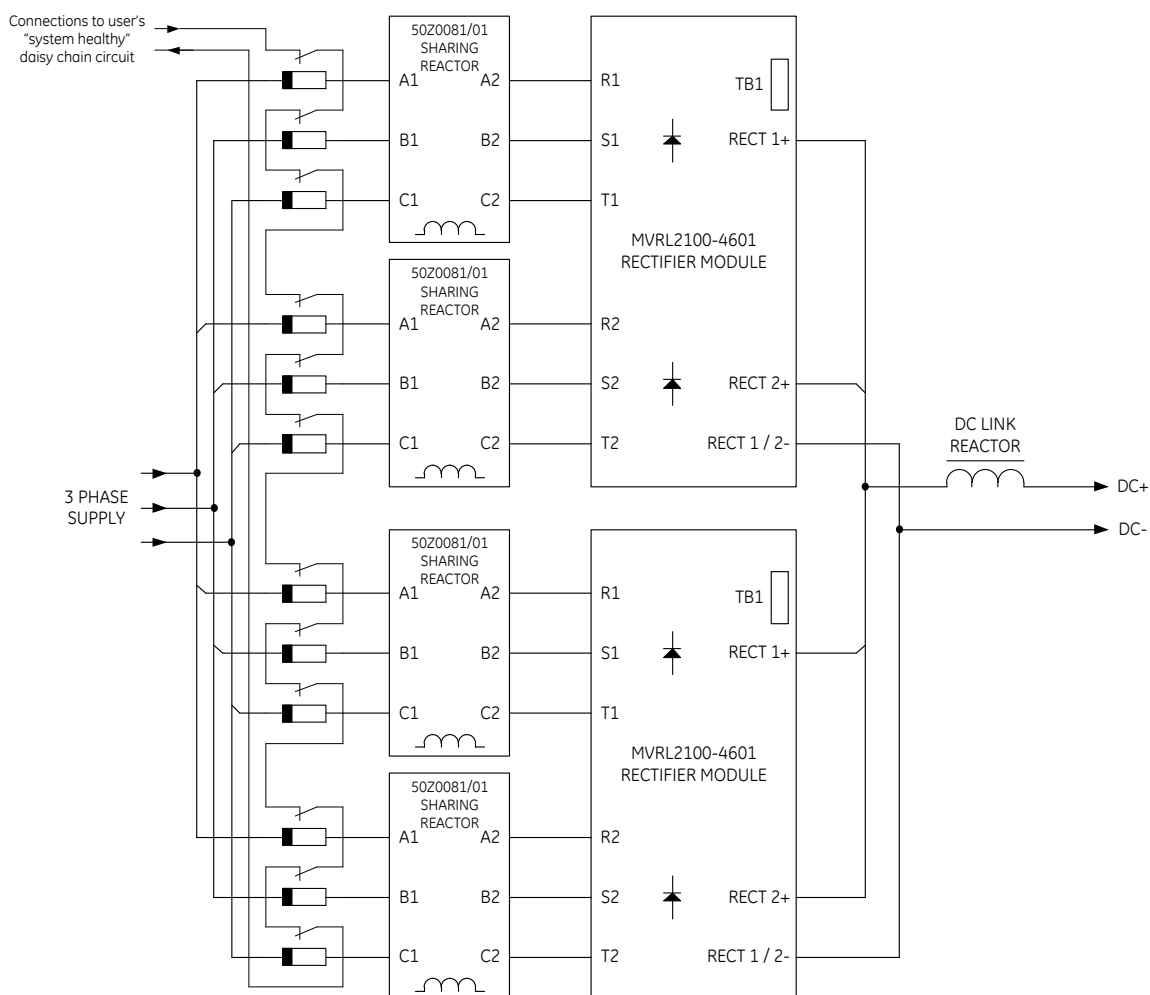 Connections to user's
"system healthy"
daisy chain circuit
50Z0081/01
SHARING
REACTOR
A1 A2
B1 B2
C1 C2
R1
S1
T1
TB1
RECT 1+
MVRL2100-4601
RECTIFIER MODULE
50Z0081/01
SHARING
REACTOR
A1 A2
B1 B2
C1 C2
R2
S2
T2
RECT 2+
RECT 1 / 2-
DC LINK
REACTOR
DC+
DC-
3 PHASE
SUPPLY
50Z0081/01
SHARING
REACTOR
A1 A2
B1 B2
C1 C2
R1
S1
T1
TB1
RECT 1+
MVRL2100-4601
RECTIFIER MODULE
50Z0081/01
SHARING
REACTOR
A1 A2
B1 B2
C1 C2
R2
S2
T2
RECT 2+
RECT 1 / 2-